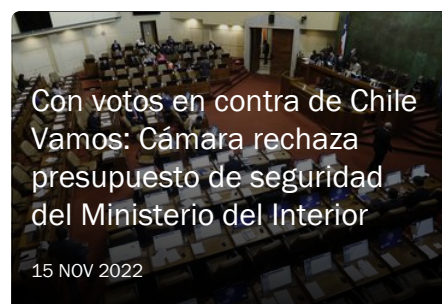 Con votos en contra de Chile
Vamos: Cámara rechaza
presupuesto de seguridad
del Ministerio del Interior
15 NOV 2022